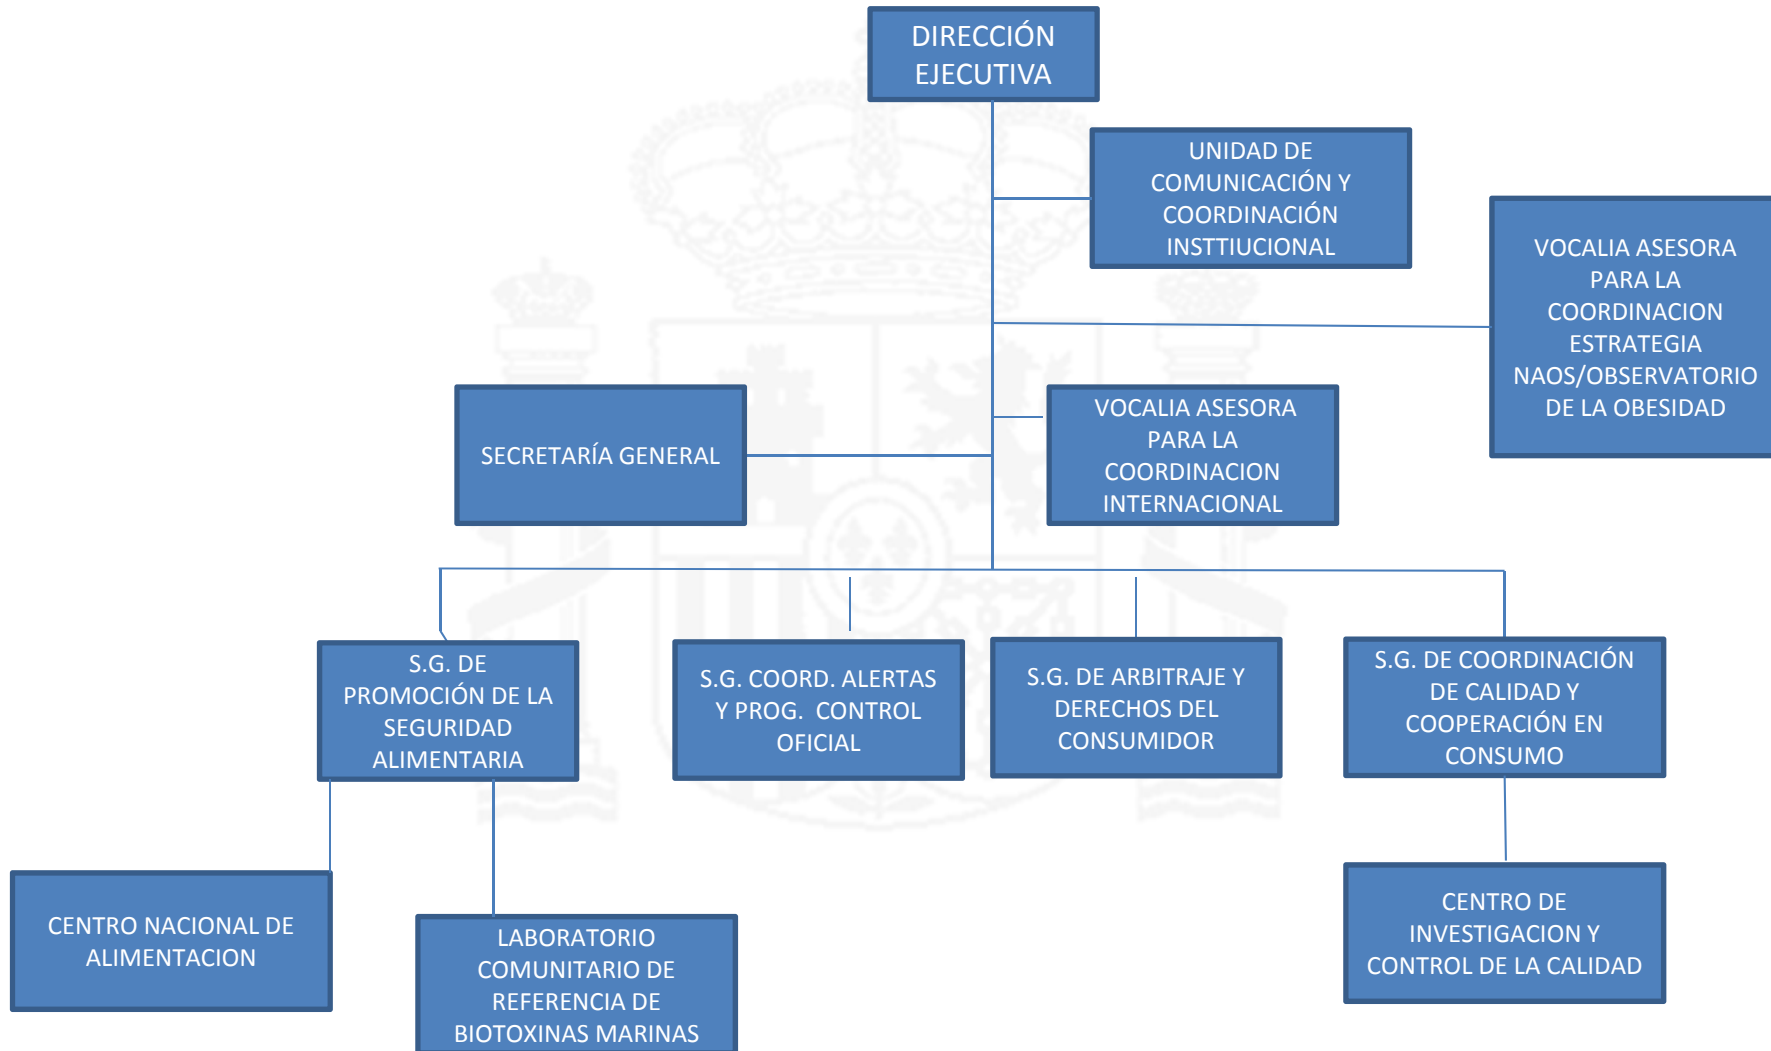 DIRECCIÓN
EJECUTIVA
UNIDAD DE
COMUNICACIÓN Y
COORDINACIÓN
INSTTIUCIONAL
VOCALIA ASESORA
PARA LA
COORDINACION
ESTRATEGIA
NAOS/OBSERVATORIO
DE LA OBESIDAD
SECRETARÍA GENERAL
VOCALIA ASESORA
PARA LA
COORDINACION
INTERNACIONAL
S.G. DE
PROMOCIÓN DE LA
SEGURIDAD
ALIMENTARIA
S.G. COORD. ALERTAS
Y PROG. CONTROL
OFICIAL
S.G. DE ARBITRAJE Y
DERECHOS DEL
CONSUMIDOR
S.G. DE COORDINACIÓN
DE CALIDAD Y
COOPERACIÓN EN
CONSUMO
CENTRO NACIONAL DE
ALIMENTACION
LABORATORIO
COMUNITARIO DE
REFERENCIA DE
BIOTOXINAS MARINAS
CENTRO DE
INVESTIGACION Y
CONTROL DE LA CALIDAD